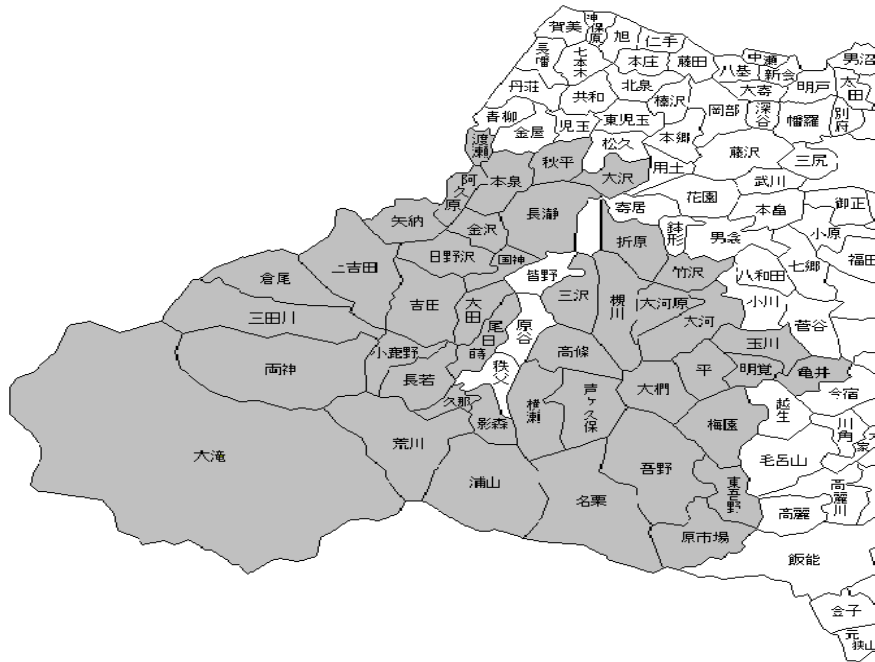 賀美
神保原
旭
仁手
長幡
七本木
本庄
藤田
中瀬
男沼
八基
新会
明戸
太田
丹荘
共和
北泉
榛沢
大寄
岡部
深谷
幡羅
別府
青柳
金屋
児玉
東児玉
本郷
渡瀬
松久
藤沢
三尻
秋平
大沢
用土
武川
阿久原
本泉
花園
矢納
長瀞
寄居
本畠
御正
金沢
鉢形
男衾
小原
上吉田
日野沢
国神
折原
七郷
福田
倉尾
皆野
竹沢
八和田
三沢
大河原
小川
吉田
太田
槻川
大河
菅谷
三田川
尾田蒔
原谷
玉川
小鹿野
高篠
両神
長若
秩父
平
明覚
亀井
大椚
今宿
久那
横瀬
芦ヶ久保
越生
影森
梅園
川角
荒川
大滝
浦山
吾野
毛呂山
名栗
東吾野
高麗
高麗川
原市場
飯能
金子
元狭山